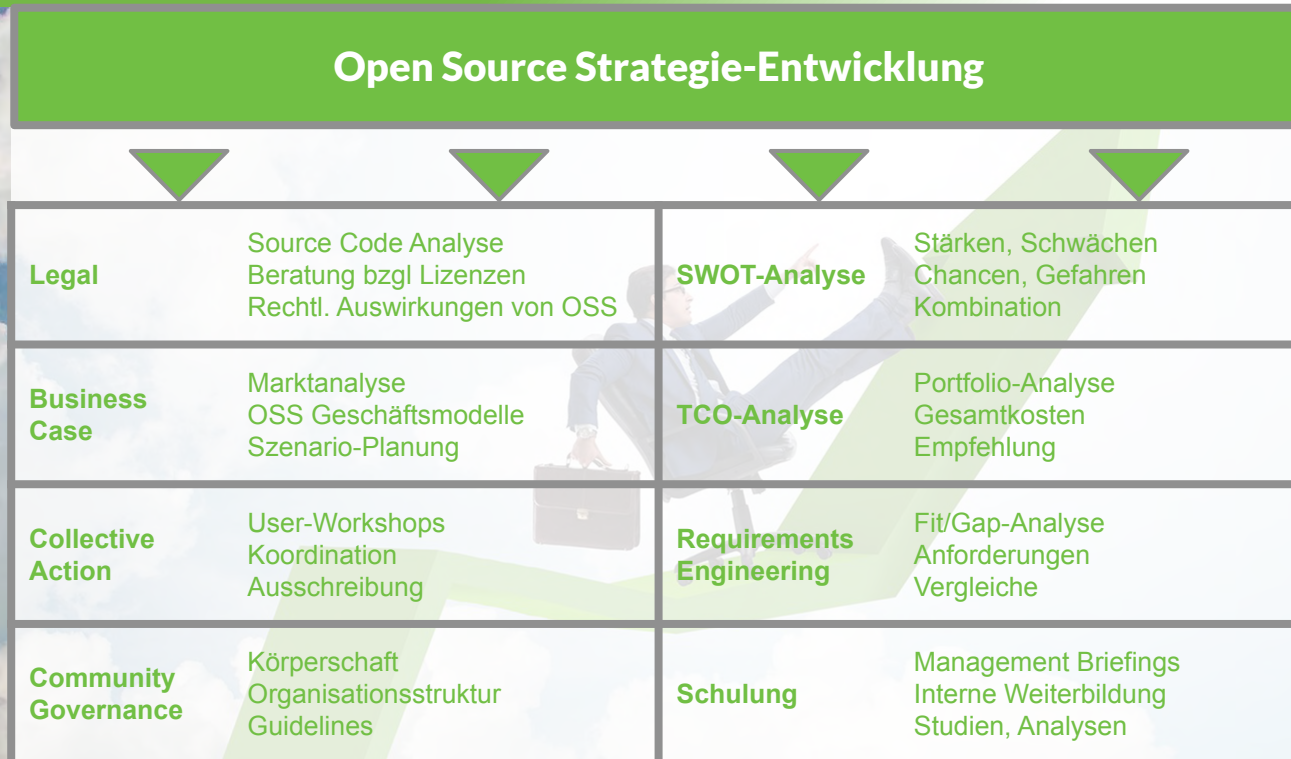 Open Source Strategie-Entwicklung
Legal
Source Code Analyse
Beratung bzgl Lizenzen
Rechtl. Auswirkungen von OSS
SWOT-Analyse
Stärken, Schwächen
Chancen, Gefahren
Kombination
Business
Case
Marktanalyse
OSS Geschäftsmodelle
Szenario-Planung
TCO-Analyse
Portfolio-Analyse
Gesamtkosten
Empfehlung
Collective
Action
User-Workshops
Koordination
Ausschreibung
Requirements
Engineering
Fit/Gap-Analyse
Anforderungen
Vergleiche
Community
Governance
Körperschaft
Organisationsstruktur
Guidelines
Schulung
Management Briefings
Interne Weiterbildung
Studien, Analysen